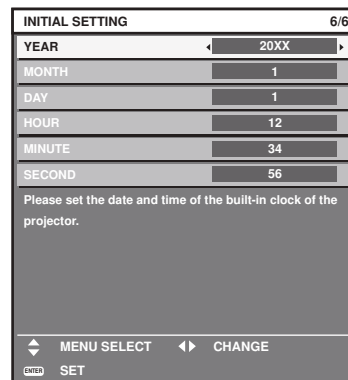 INITIAL SETTING 6/6
YEAR 20XX
MONTH 1
DAY 1
HOUR 12
MINUTE 34
SECOND 56
Please set the date and time of the built-in clock of the
projector.
MENU SELECT CHANGE
ENTER SET